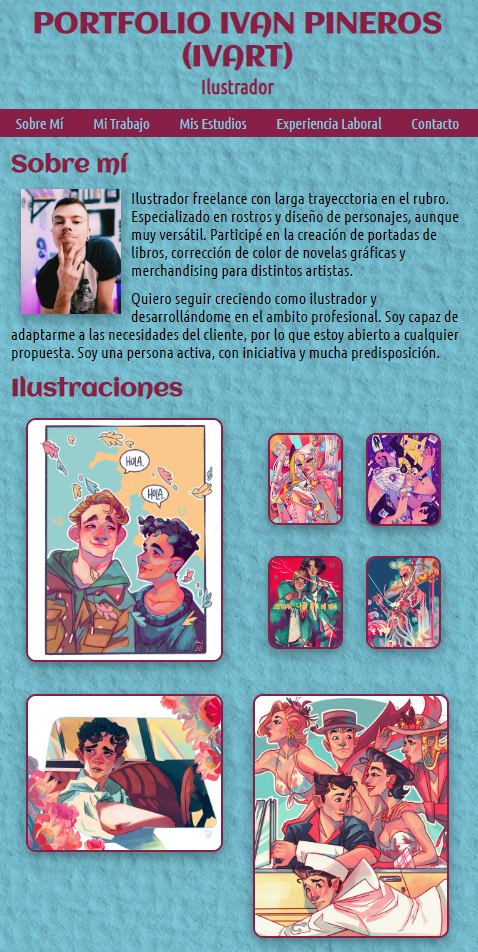 PORTFOLIO IVAN PINEROS
(IVART)
Ilustrador
Sobre Mí Mi Trabajo Mis Estudios Experiencia Laboral Contacto
Sobre mí
Ilustrador freelance con larga trayecctoria en el rubro.
Especializado en rostros y diseño de personajes, aunque
muy versátil. Participé en la creación de portadas de
libros, corrección de color de novelas gráficas y
merchandising para distintos artistas.
Quiero seguir creciendo como ilustrador y
desarrollándome en el ambito profesional. Soy capaz de
adaptarme a las necesidades del cliente, por lo que estoy abierto a cualquier
propuesta. Soy una persona activa, con iniciativa y mucha predisposición.
Ilustraciones
HOLA.
HOLA.